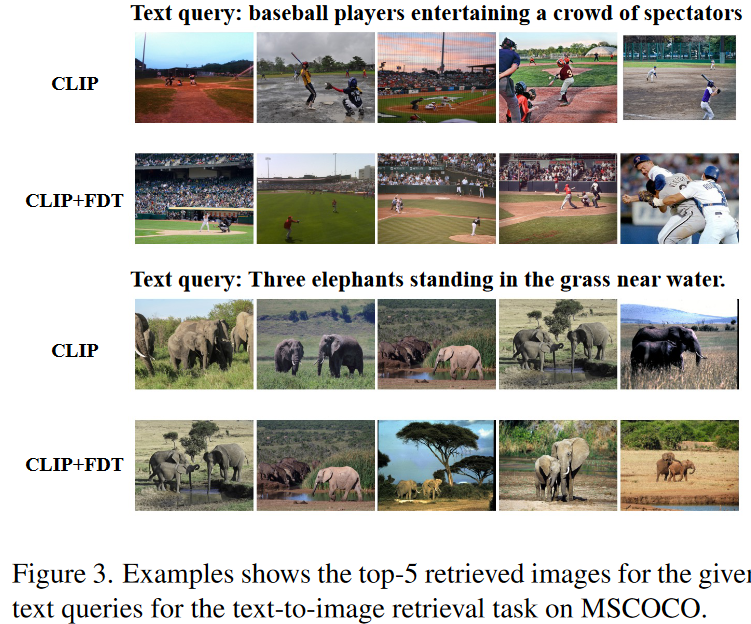 Text query: baseball players entertaining a crowd of spectators
CLIP
CLIP+FDT
Text query: Three elephants standing in the grass near water.
CLIP
CLIP+FDT
Figure 3. Examples shows the top-5 retrieved images for the given
text queries for the text-to-image retrieval task on MSCOCO.